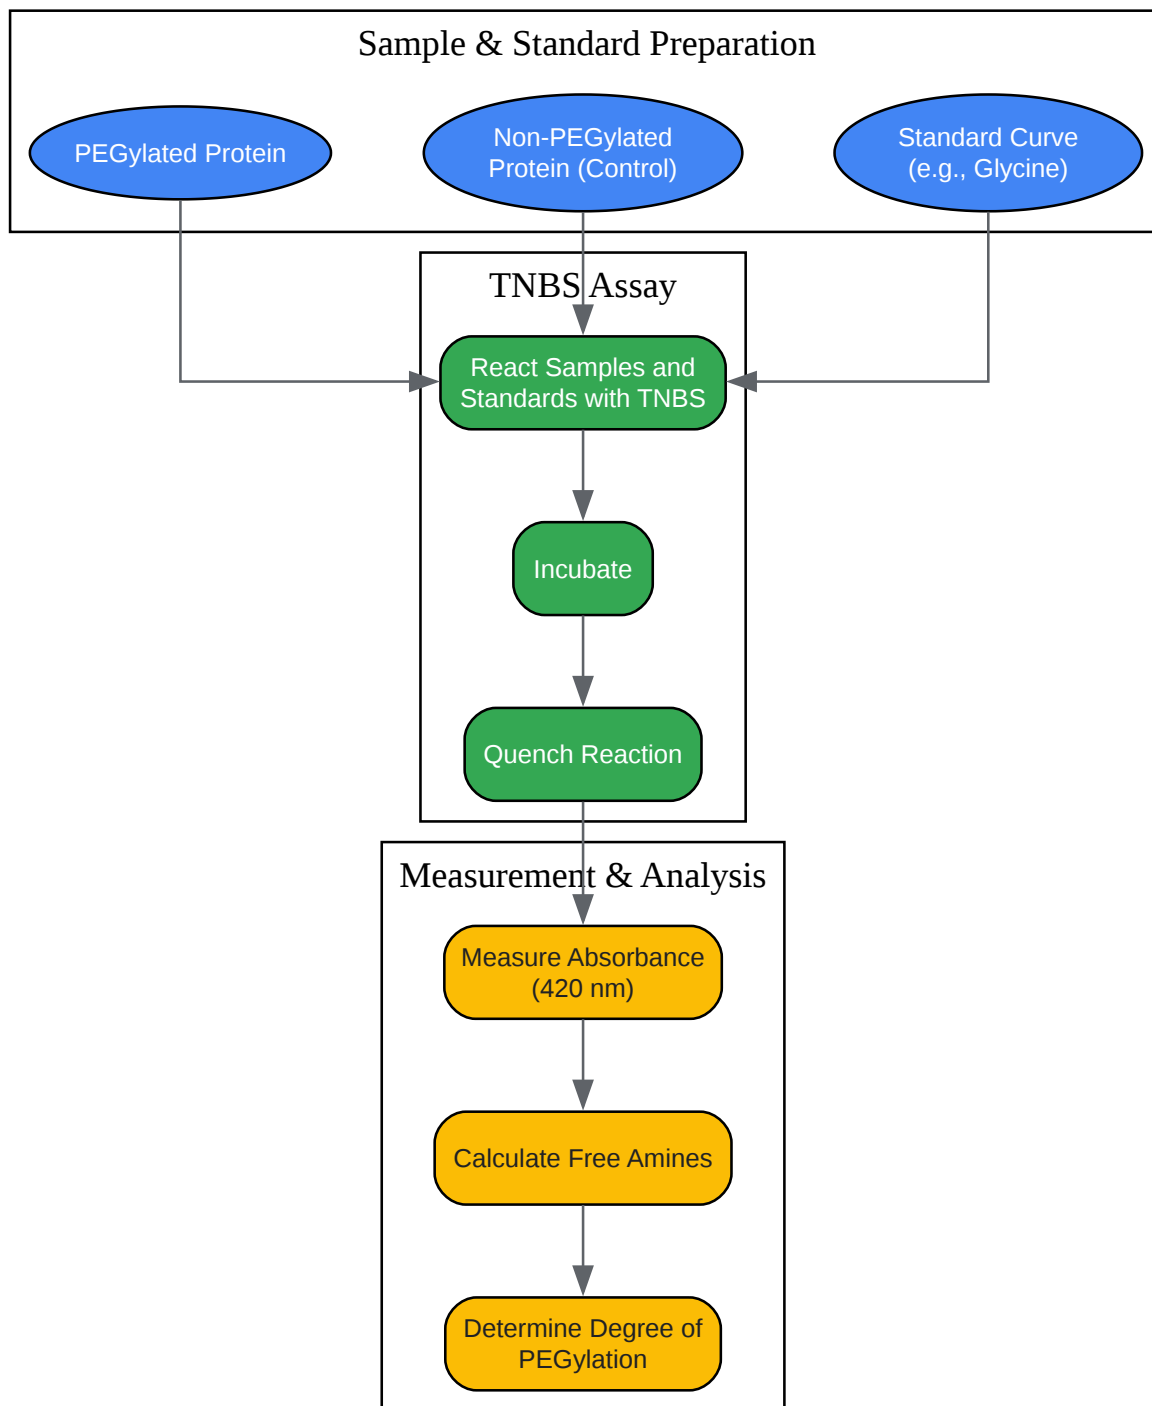 Sample & Standard Preparation
PEGylated Protein
Non-PEGylated
Protein (Control)
Standard Curve
(e.g., Glycine)
TNBS Assay
React Samples and
Standards with TNBS
Incubate
Quench Reaction
Measurement & Analysis
Measure Absorbance
(420 nm)
Calculate Free Amines
Determine Degree of
PEGylation